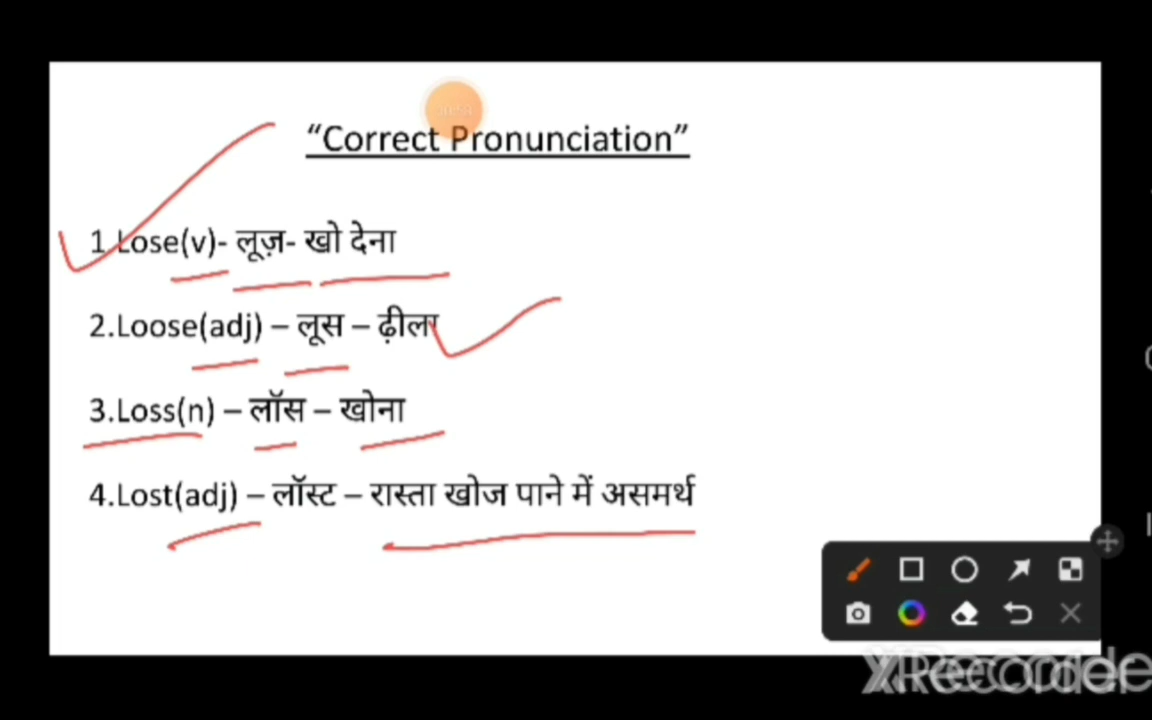 “Correct Pronunciation”
1.Lose(v)- लूज़- खो देना
2.Loose(adj) – लूस – ढ़ीला
3.Loss(n) – लॉस – खोना
4.Lost(adj) – लॉस्ट – रास्ता खोज पाने में असमर्थ
XRecorder